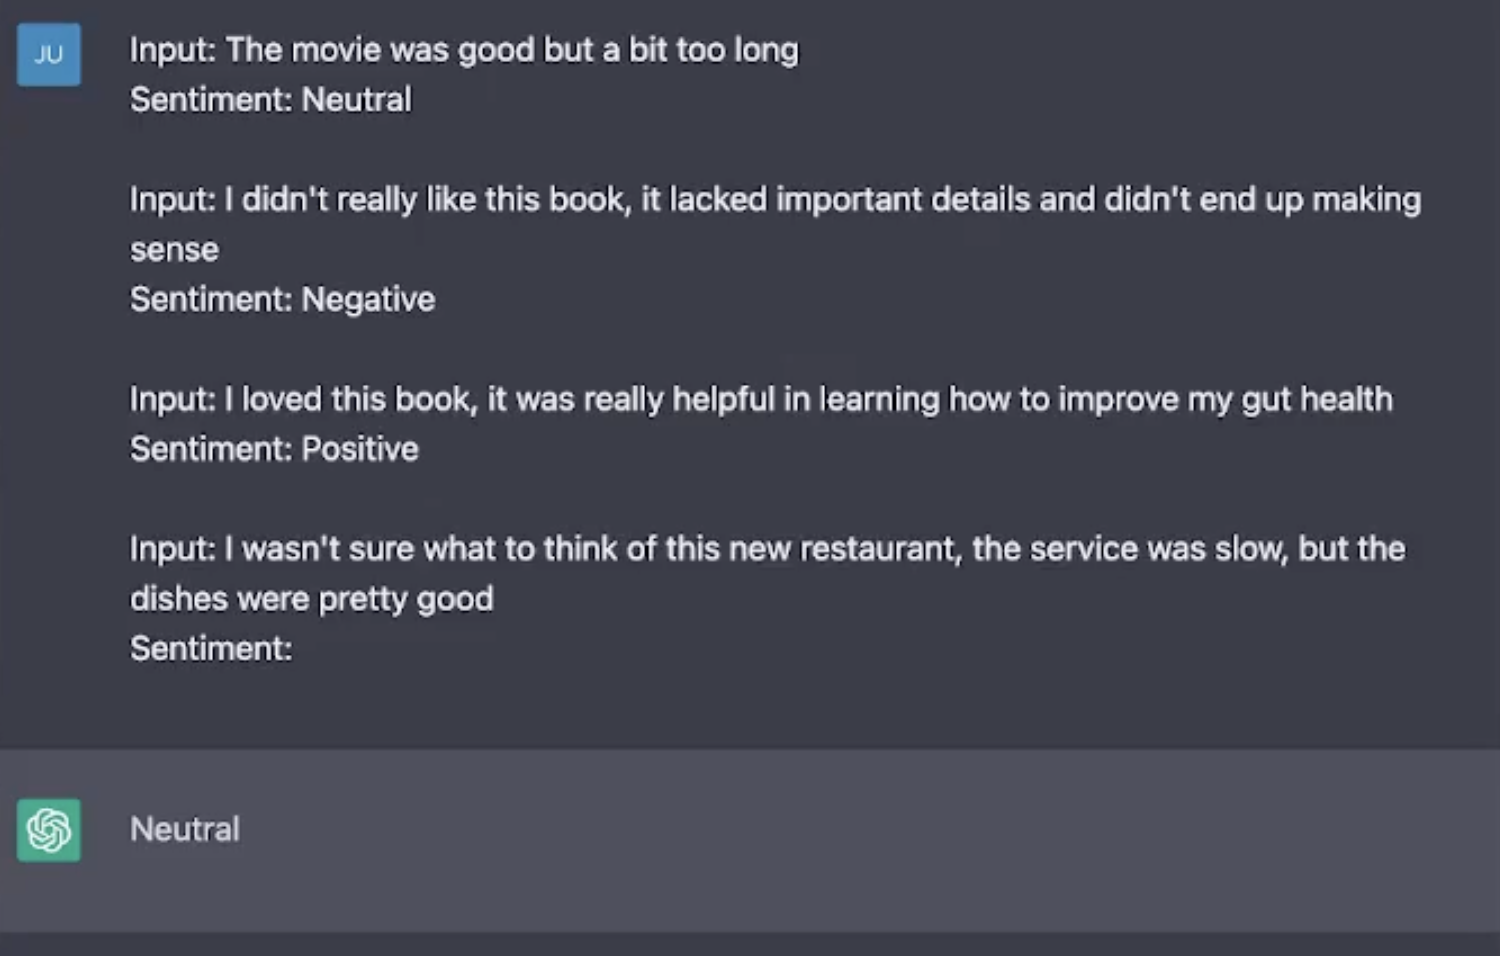 JU
Input: The movie was good but a bit too long
Sentiment: Neutral
Input: I didn't really like this book, it lacked important details and didn't end up making
sense
Sentiment: Negative
Input: I loved this book, it was really helpful in learning how to improve my gut health
Sentiment: Positive
Input: I wasn't sure what to think of this new restaurant, the service was slow, but the
dishes were pretty good
Sentiment:
Neutral